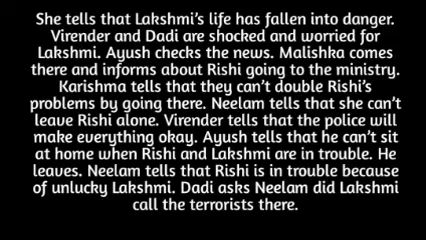 She tells that Lakshmi's life has fallen into danger.
Virender and Dadi are shocked and worried for
Lakshmi. Ayush checks the news. Malishka comes
there and informs about Rishi going to the ministry.
Karishma tells that they can't double Rishi's
problems by going there. Neelam tells that she can't
leave Rishi alone. Virender tells that the police will
make everything okay. Ayush tells that he can't sit
at home when Rishi and Lakshmi are in trouble. He
leaves. Neelam tells that Rishi is in trouble because
of unlucky Lakshmi. Dadi asks Neelam did Lakshmi
call the terrorists there.